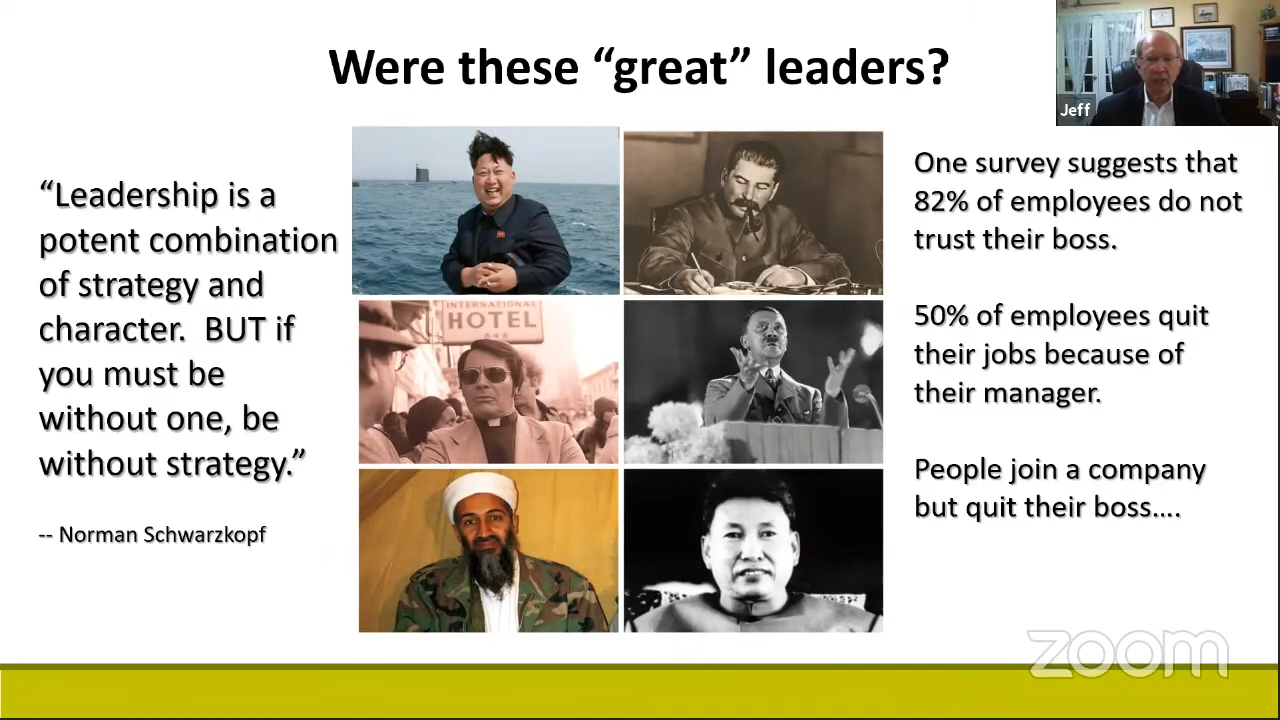 Were these “great” leaders?
Jeff
“Leadership is a
potent combination
of strategy and
character.  BUT if
you must be
without one, be
without strategy.”
-- Norman Schwarzkopf
INTERNATIONAL
HOTEL
One survey suggests that
82% of employees do not
trust their boss.
50% of employees quit
their jobs because of
their manager.
People join a company
but quit their boss….
zoom